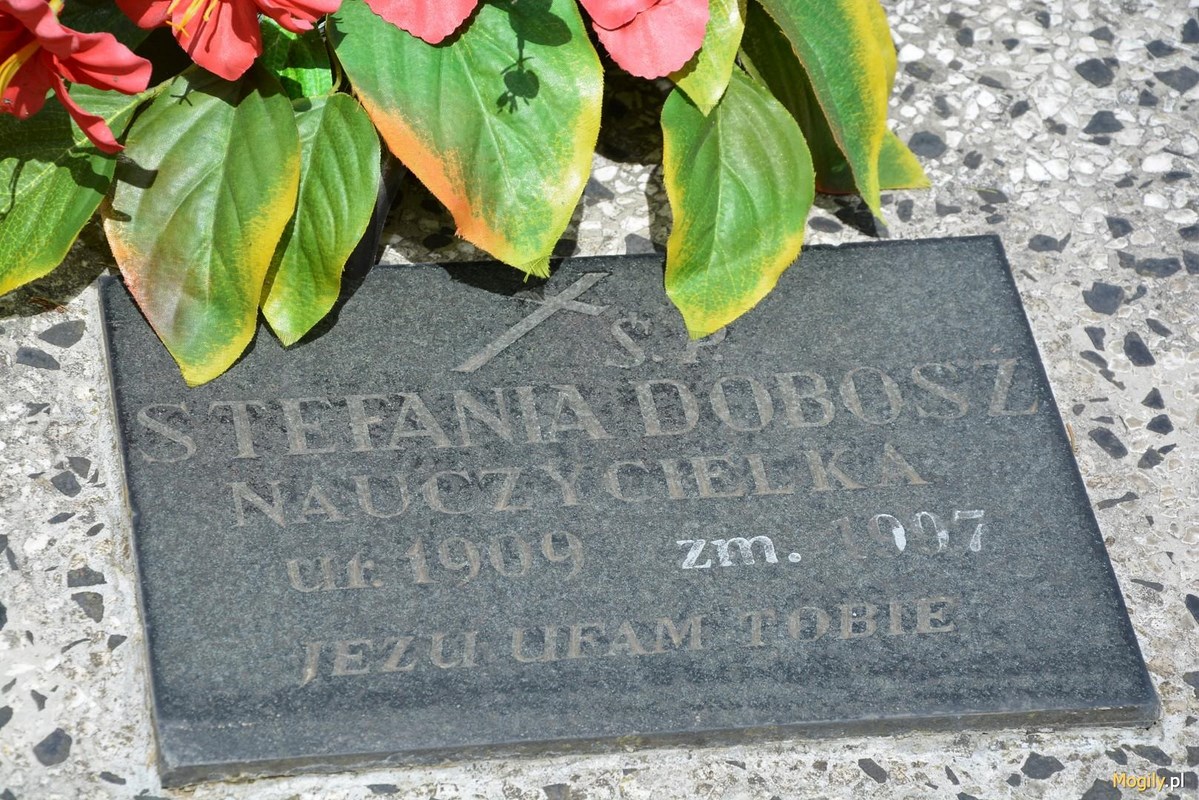 Ś. P.
STEFANIA DOBOSZ
NAUCZYCIELKA
ur. 1909 zm. 1997
JEZU UFAM TOBIE
Mogily.pl